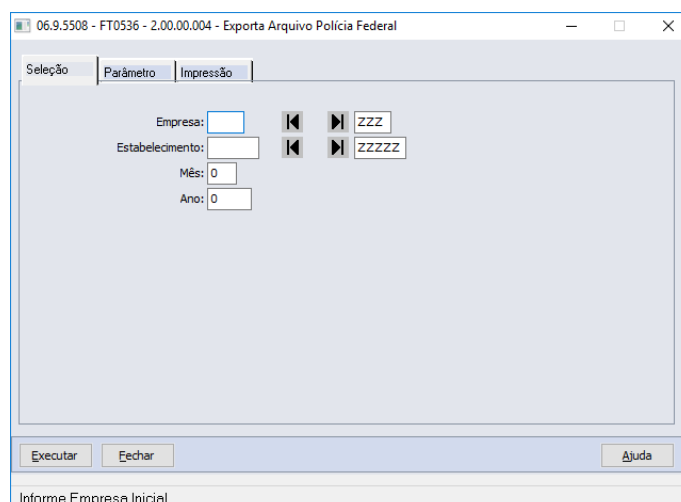 06.9.5508 - FT0536 - 2.00.00.004 - Exporta Arquivo Polícia Federal
Seleção Parâmetro Impressão
Empresa: ZZZ
Estabelecimento: ZZZZZ
Mês: 0
Ano: 0
Executar Fechar Ajuda
Informe Empresa Inicial